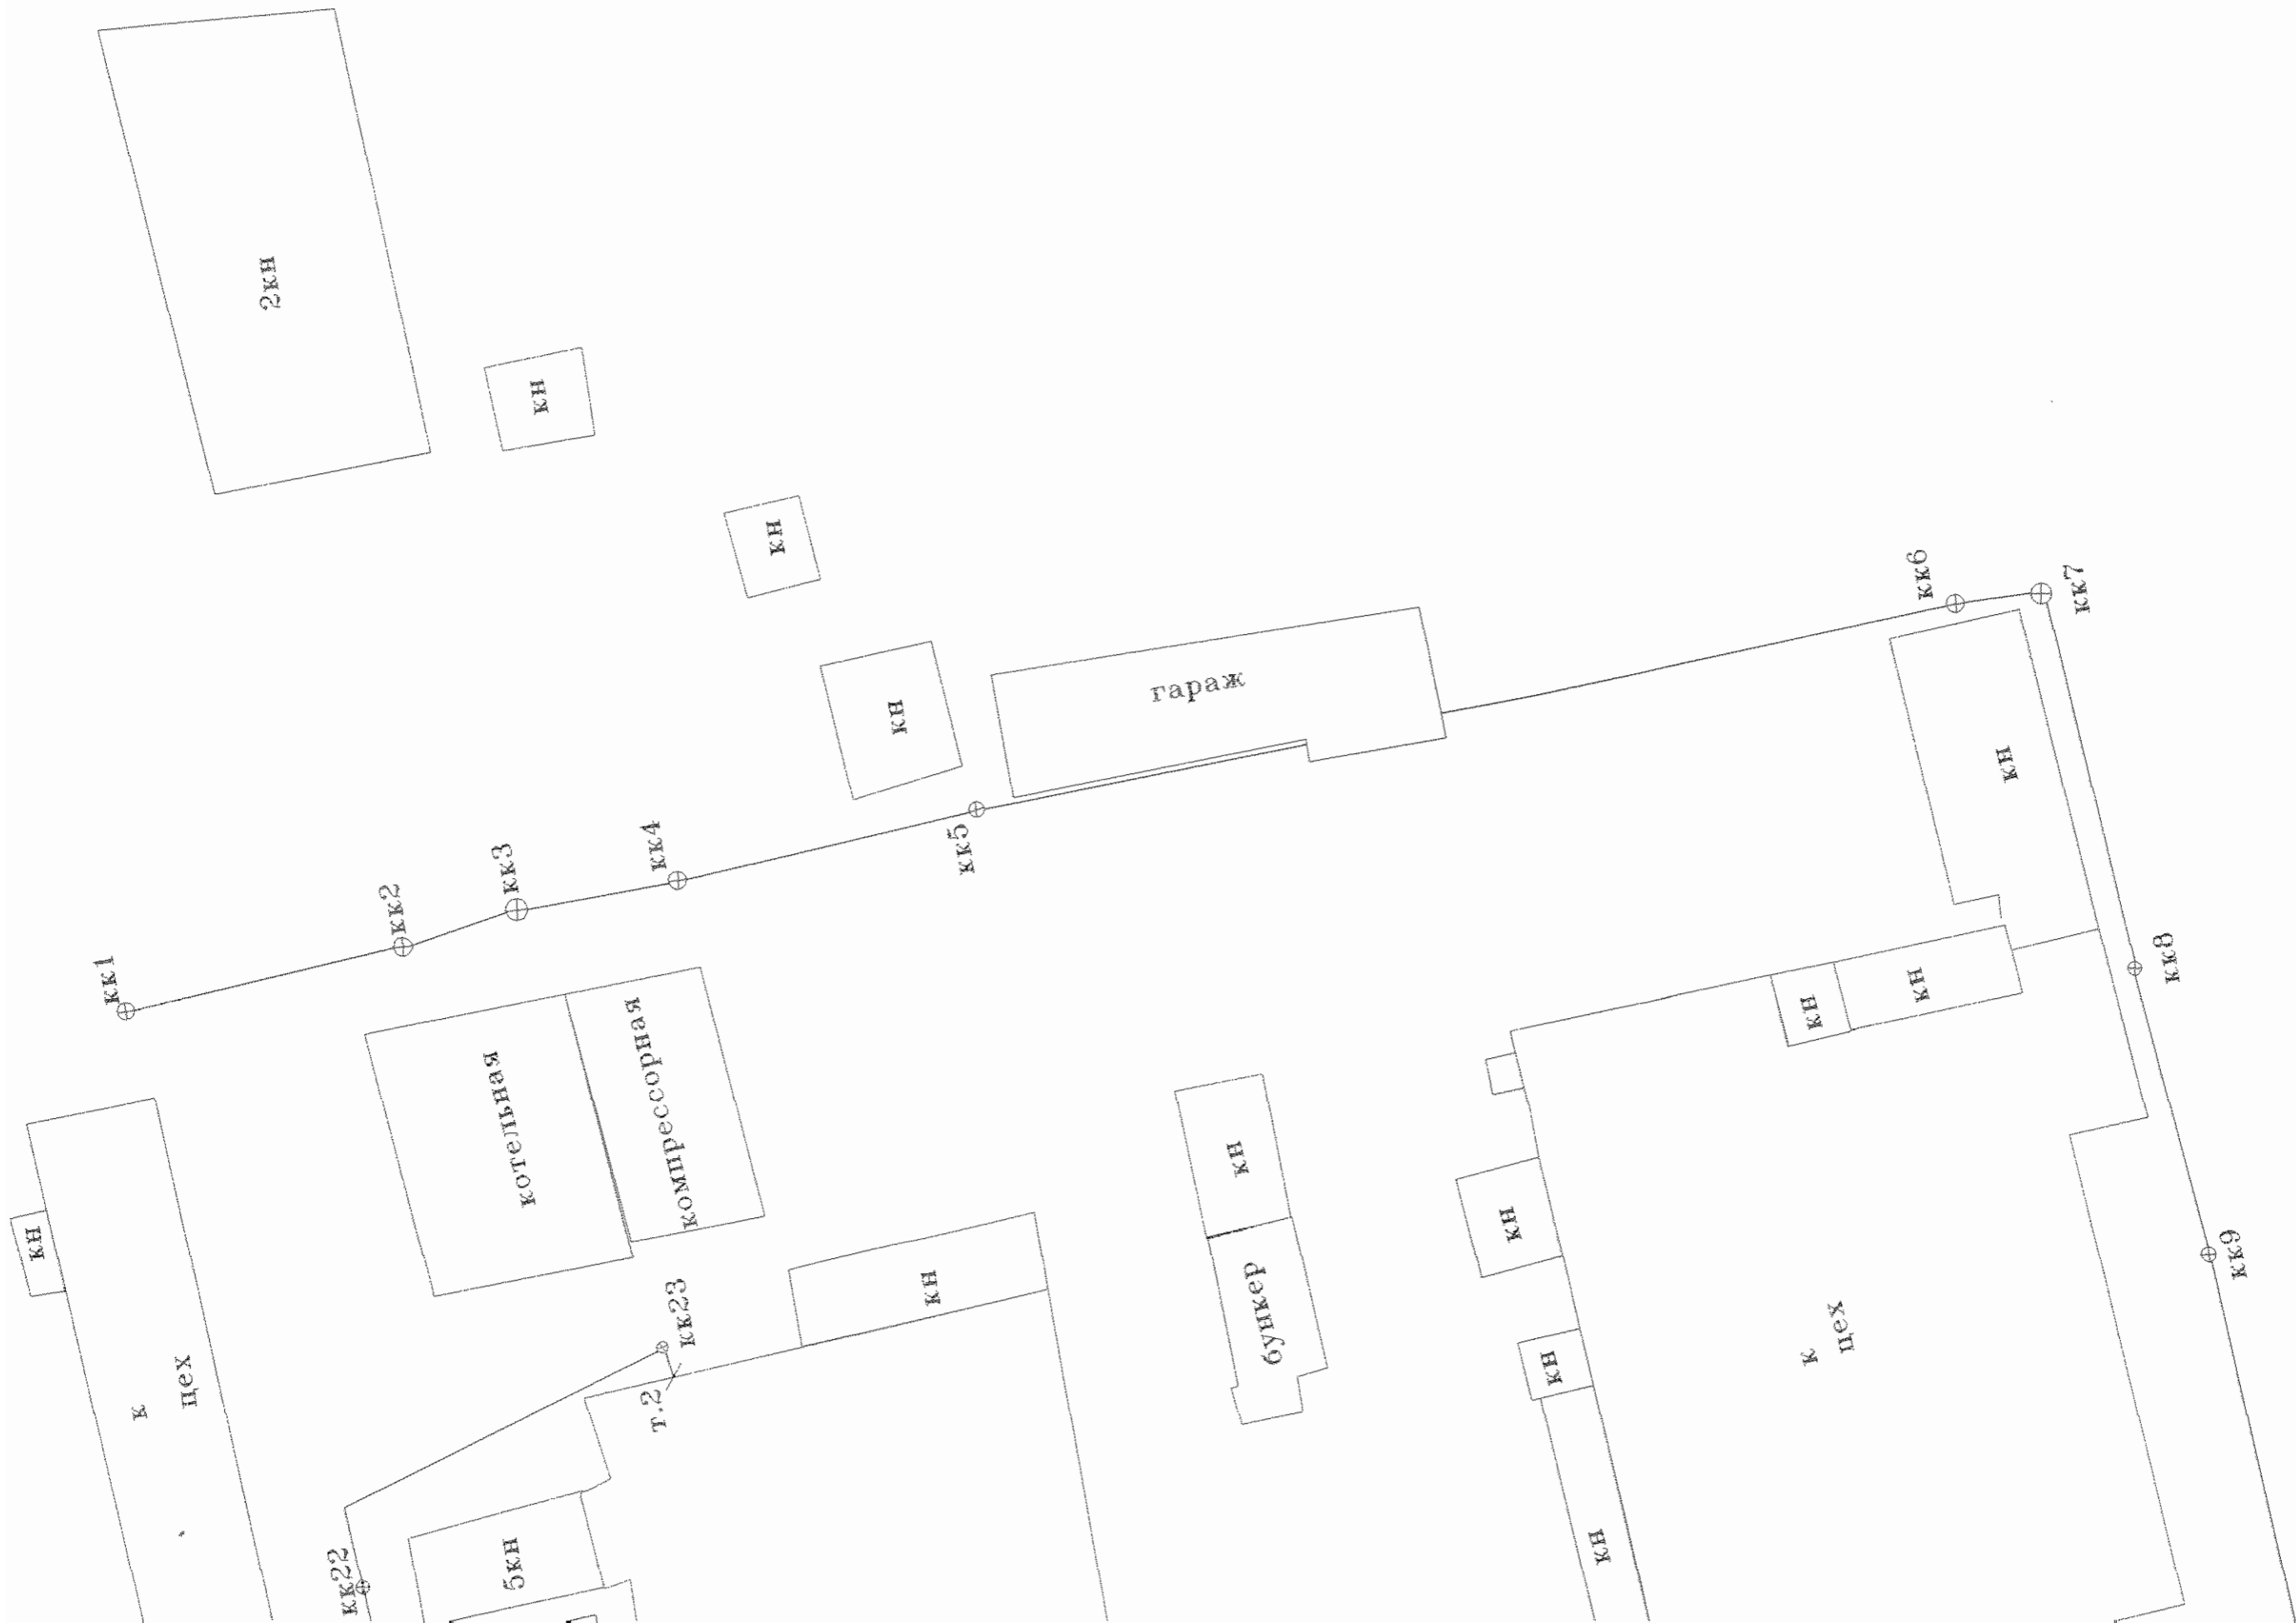 2кн
кн
кн
кк6
кк7
кн
гараж
кн
кк4
кк5
кк3
кк2
кк8
кк1
кн
кн
компрессорная
котельная
кн
кн
кн
кк9
кн
кк23
бункер
к
цех
кн
к
цех
т.2
кн
5кн
кк22